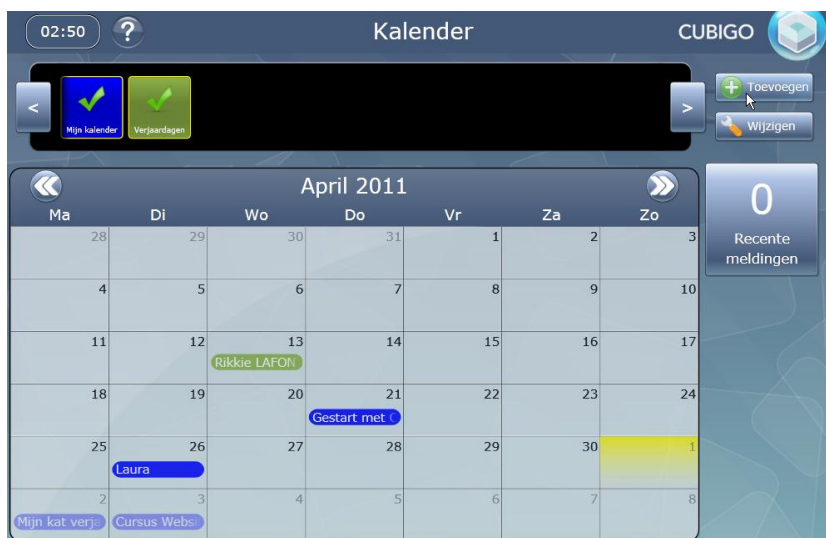 02:50 ? Kalender CUBIGO
< Mijn kalender Verjaardagen > Toevoegen
Wijzigen
April 2011
Ma Di Wo Do Vr Za Zo
0
Recente
meldingen
28 29 30 31 1 2 3
4 5 6 7 8 9 10
11 12 13 14 15 16 17
Rikkie LAFON
18 19 20 21 22 23 24
Gestart met C
25 26 27 28 29 30 1
Laura
2 3 4 5 6 7 8
Mijn kat verja Cursus Websi